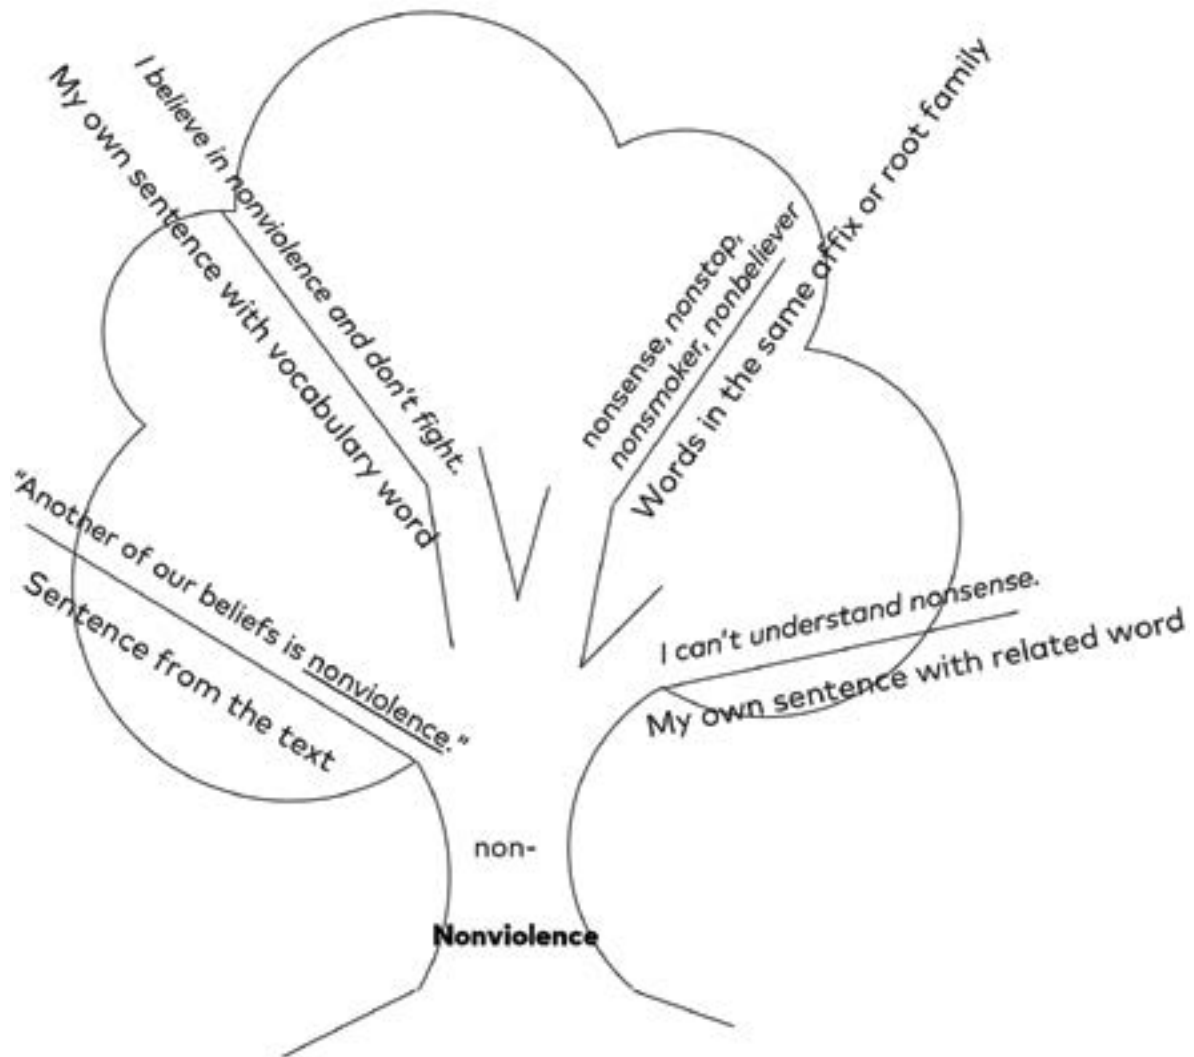 I believe in nonviolence and don't fight.
My own sentence with vocabulary word
nonsense, nonstop,
nonsmoker, nonbeliever
Words in the same affix or root family
"Another of our beliefs is nonviolence."
Sentence from the text
I can't understand nonsense.
My own sentence with related word
non-
Nonviolence